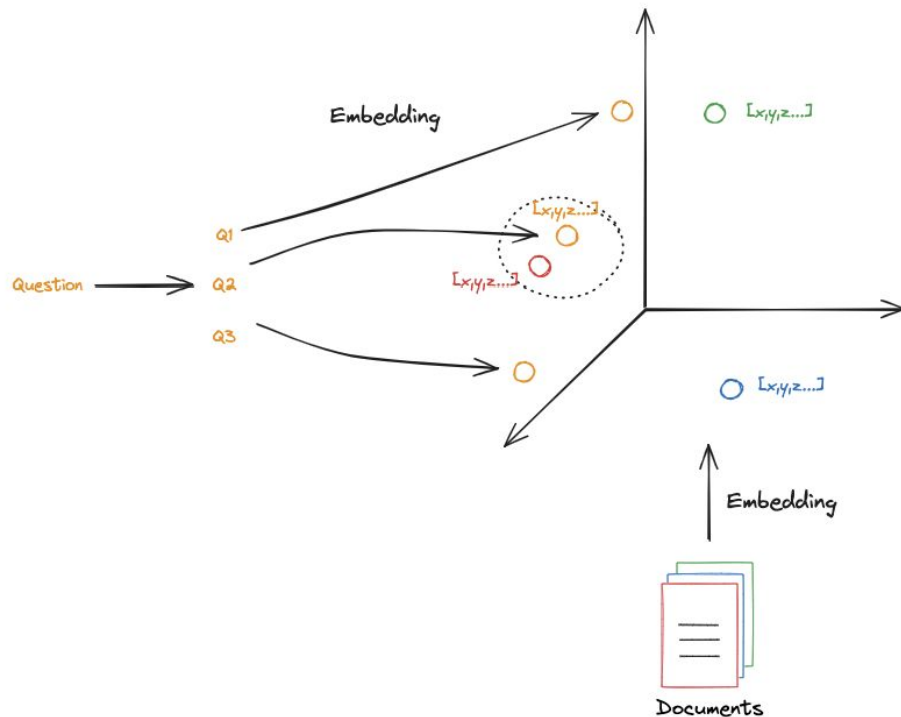 Embedding
[x,y,z...]
[x,y,z...]
Q1
[x,y,z...]
Question
Q2
Q3
[x,y,z...]
Embedding
Documents